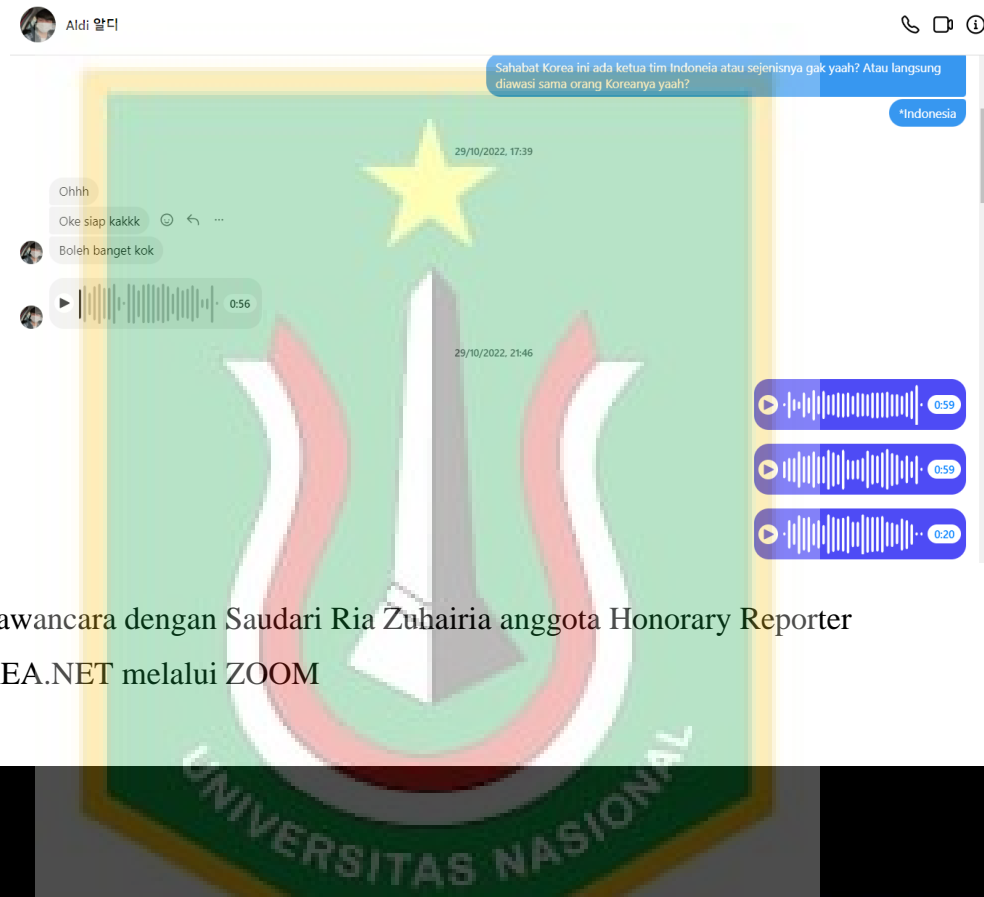 Aldi 알디
Sahabat Korea ini ada ketua tim Indoneia atau sejenisnya gak yaah? Atau langsung
diawasi sama orang Koreanya yaah?
*Indonesia
29/10/2022, 17:39
Ohhh
Oke siap kakkk
Boleh banget kok
0:56
29/10/2022, 21:46
0:59
0:59
0:20
awancara dengan Saudari Ria Zuhairia anggota Honorary Reporter
EA.NET melalui ZOOM
UNIVERSITAS NASIONAL